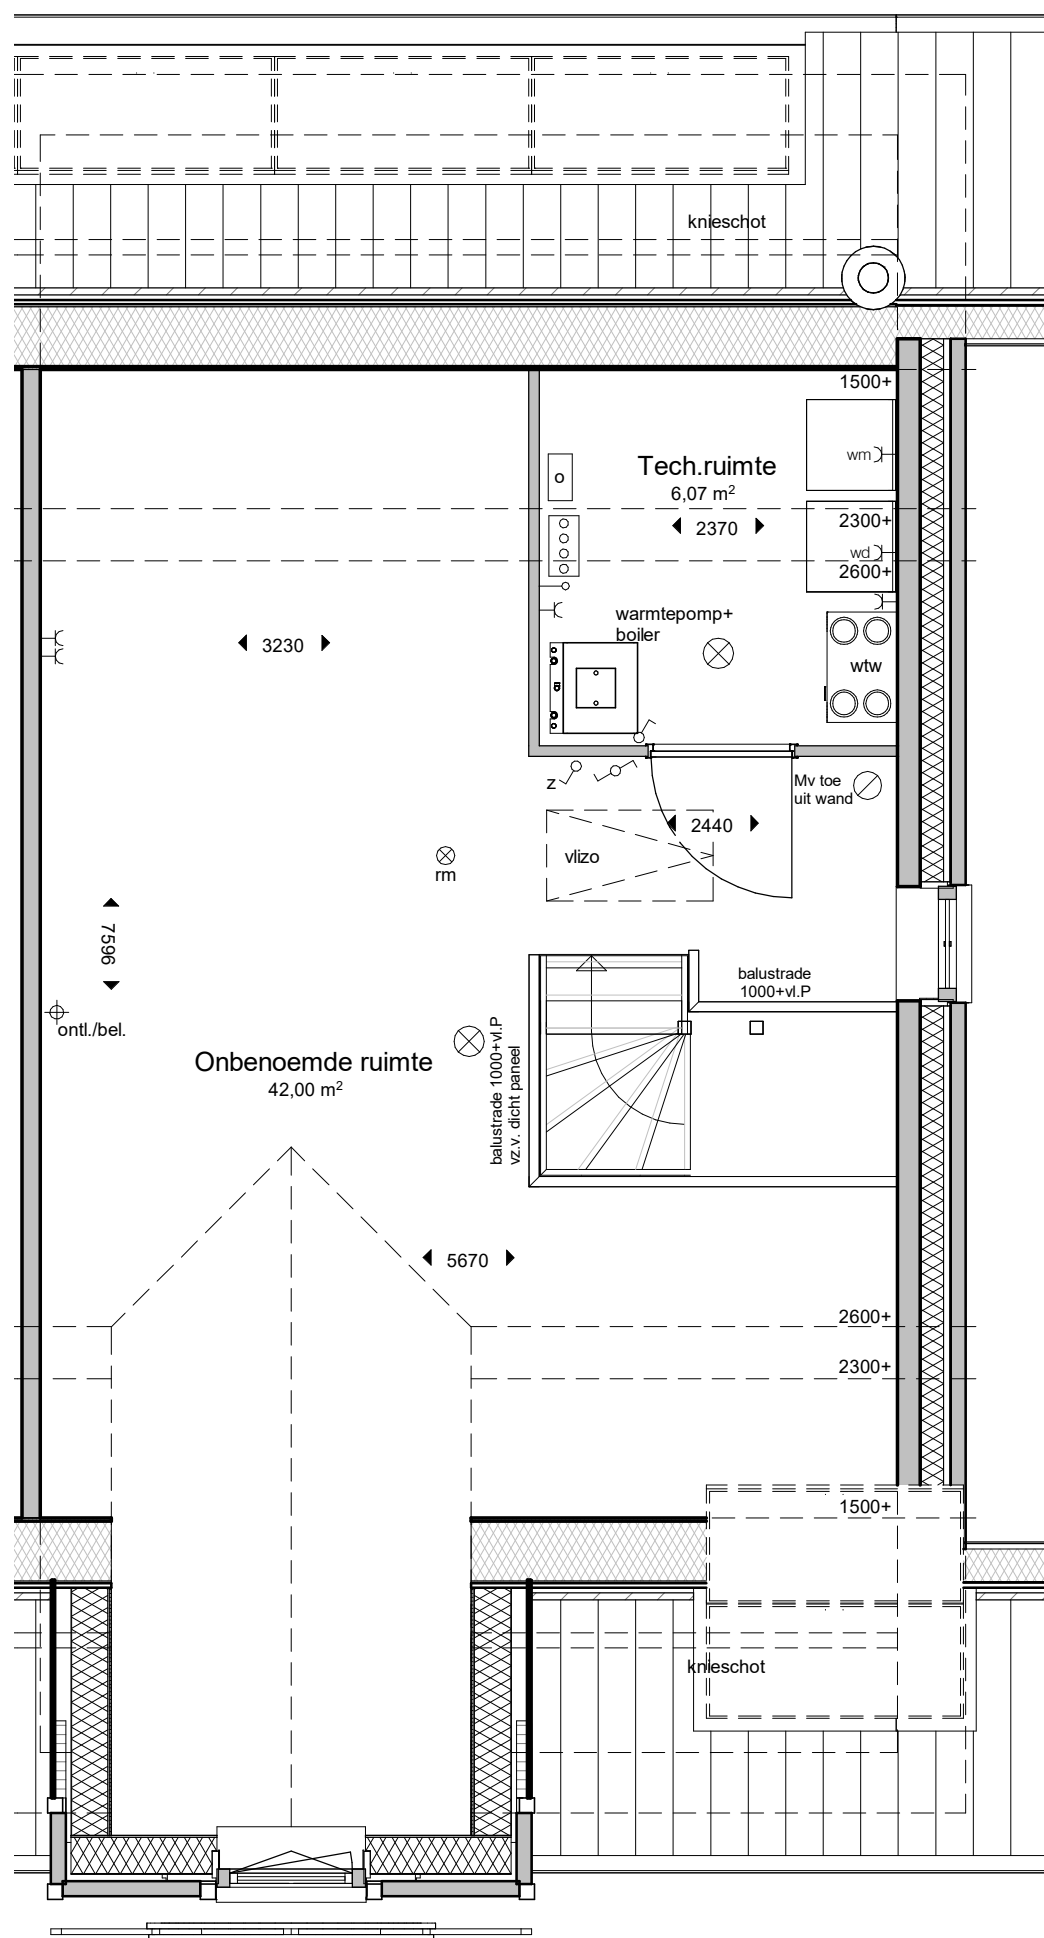 knieschot
1500+
wm
Tech.ruimte
6,07 m²
2370
2300+
wd
2600+
warmtepomp+
boiler
wtw
3230
z
Mv toe
uit wand
2440
vlizo
rm
7596
balustrade
1000+vl.P
ontl./bel.
Onbenoemde ruimte
42,00 m²
balustrade 1000+vl.P
vz.v. dicht paneel
5670
2600+
2300+
1500+
knieschot